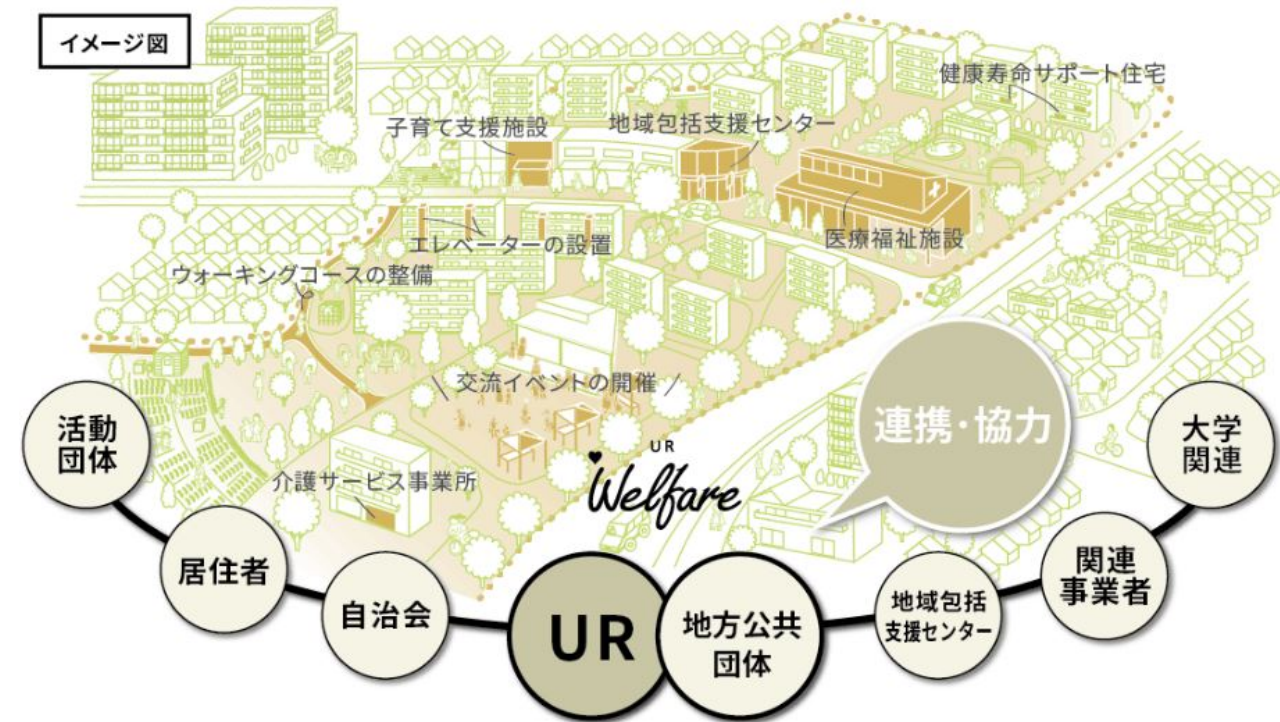 イメージ図
健康寿命サポート住宅
子育て支援施設
地域包括支援センター
エレベーターの設置
医療福祉施設
ウォーキングコースの整備
交流イベントの開催
介護サービス事業所
UR
Welfare
連携・協力
活動
団体
居住者
自治会
UR
地方公共
団体
地域包括
支援センター
関連
事業者
大学
関連